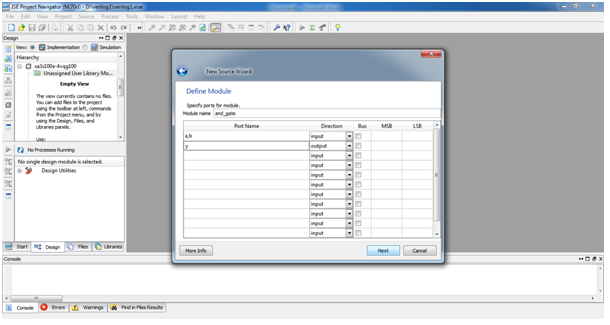 ISE Project Navigator (M.70d) - D:\verilog1\verilog1.xise
File Edit View Project Source Process Tools Window Layout Help
Design
View: Implementation Simulation
Hierarchy
xa3s100e-4vqg100
Unassigned User Library Mo...
Empty View
The view currently contains no files.
You can add files to the project
using the toolbar at left, commands
from the Project menu, and by
using the Design, Files, and
Libraries panels.
Use:
No Processes Running
No single design module is selected.
Design Utilities
Start Design Files Libraries
New Source Wizard
Define Module
Specify ports for module.
Module name and_gate
Port Name Direction Bus MSB LSB
a,b input
y output
input
input
input
input
input
input
input
input
More Info Next Cancel
Console
Console Errors Warnings Find in Files Results